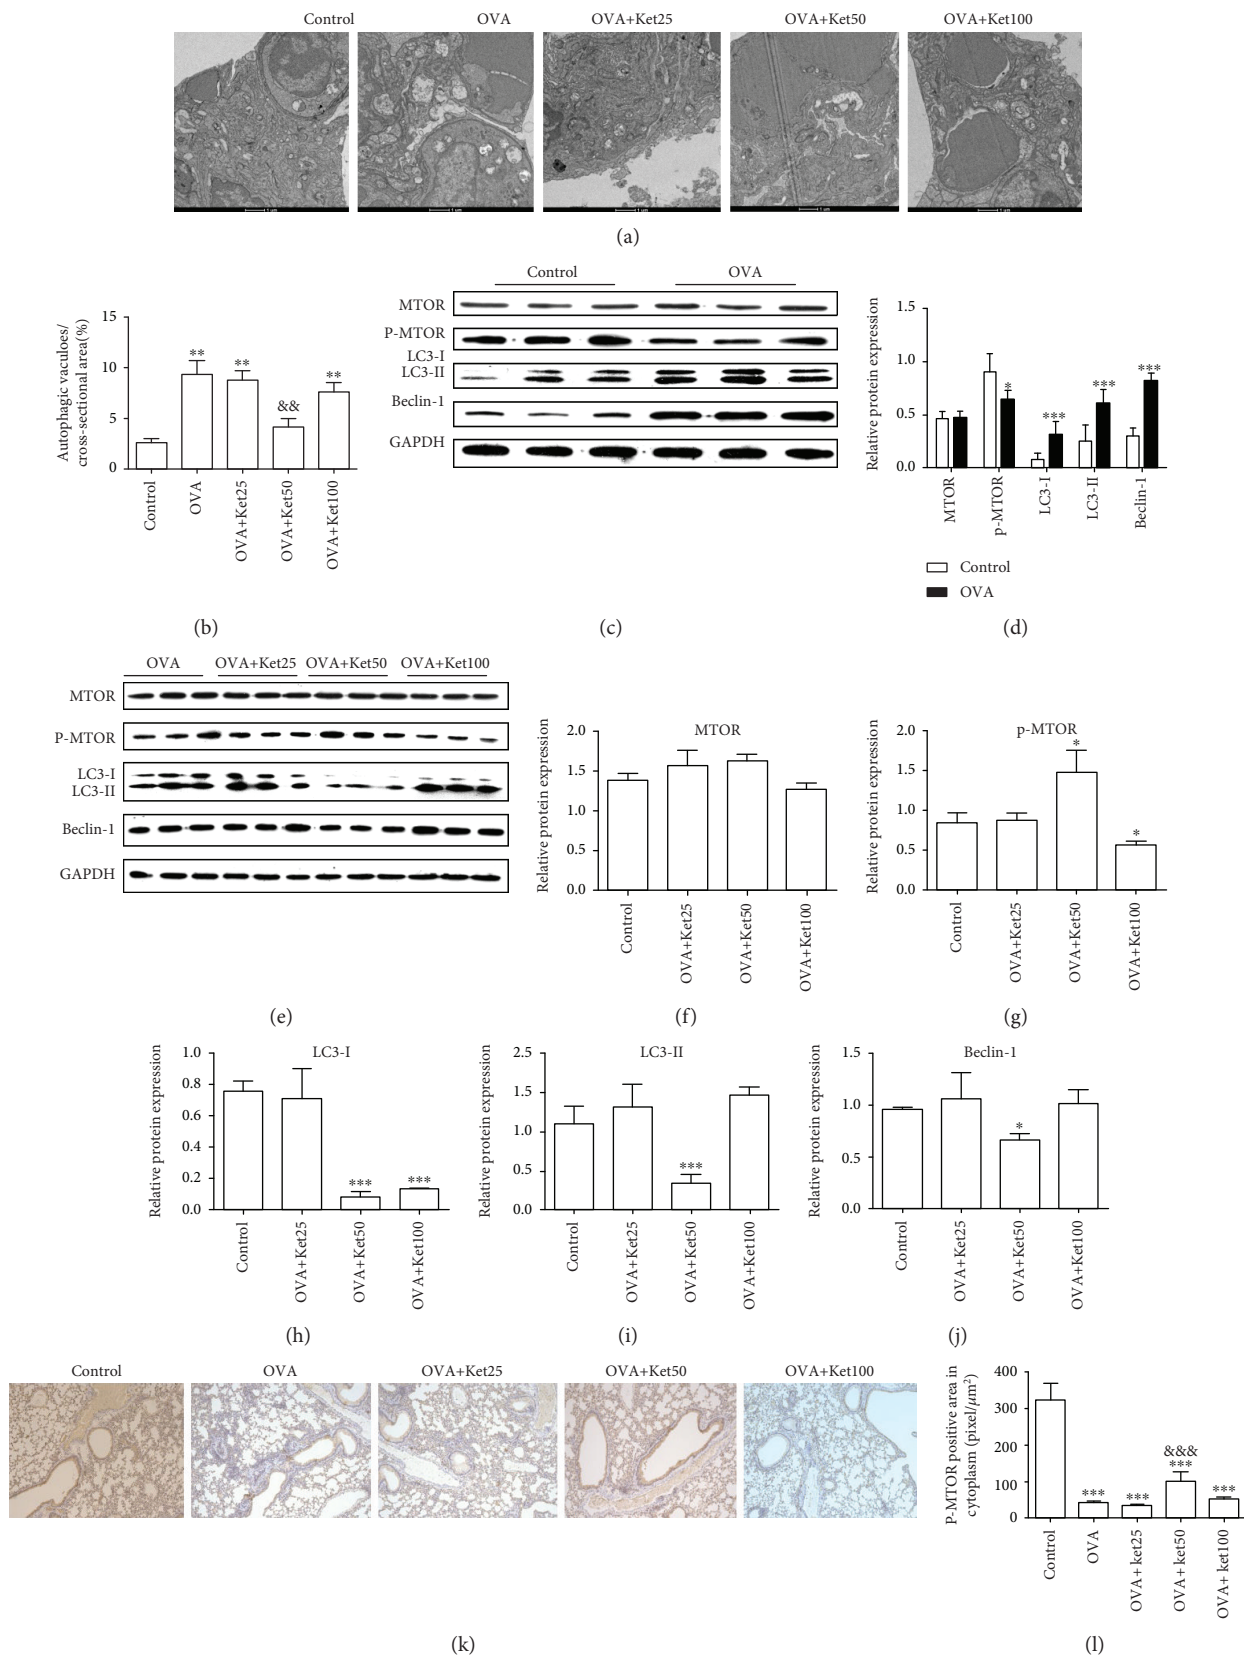 Control OVA OVA+Ket25 OVA+Ket50 OVA+Ket100
1 um 1 um 1 um 1 um 1 um
(a)
Autophagic vaculoes/
cross-sectional area(%)
15
10
5
0
** ** && **
Control OVA OVA+Ket25 OVA+Ket50 OVA+Ket100
(b)
Control OVA
MTOR
P-MTOR
LC3-I
LC3-II
Beclin-1
GAPDH
(c)
Relative protein expression
1.5
1.0
0.5
0.0
* *** *** ***
MTOR p-MTOR LC3-I LC3-II Beclin-1
Control
OVA
(d)
OVA OVA+Ket25 OVA+Ket50 OVA+Ket100
MTOR
P-MTOR
LC3-I
LC3-II
Beclin-1
GAPDH
(e)
MTOR
Relative protein expression
2.0
1.5
1.0
0.5
0.0
Control OVA+Ket25 OVA+Ket50 OVA+Ket100
(f)
p-MTOR
Relative protein expression
2.0
1.5
1.0
0.5
0.0
* *
Control OVA+Ket25 OVA+Ket50 OVA+Ket100
(g)
LC3-I
Relative protein expression
1.0
0.8
0.6
0.4
0.2
0.0
*** ***
Control OVA+Ket25 OVA+Ket50 OVA+Ket100
(h)
LC3-II
Relative protein expression
2.5
1.5
1.0
0.5
0.0
***
Control OVA+Ket25 OVA+Ket50 OVA+Ket100
(i)
Beclin-1
Relative protein expression
1.5
1.0
0.5
0.0
*
Control OVA+Ket25 OVA+Ket50 OVA+Ket100
(j)
Control OVA OVA+Ket25 OVA+Ket50 OVA+Ket100
(k)
P-MTOR positive area in
cytoplasm (pixel/μm²)
400
300
200
100
0
&&&
*** *** *** ***
Control OVA OVA+ket25 OVA+ket50 OVA+ket100
(l)